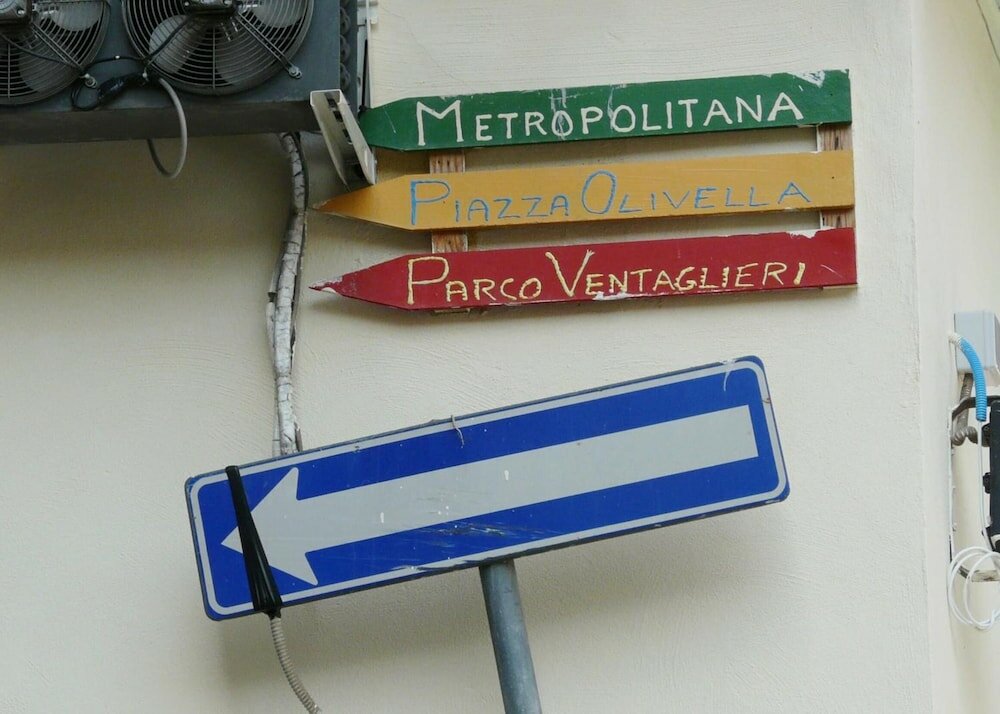 METROPOLITANA
PIAZZA OLIVELLA
PARCO VENTAGLIERI